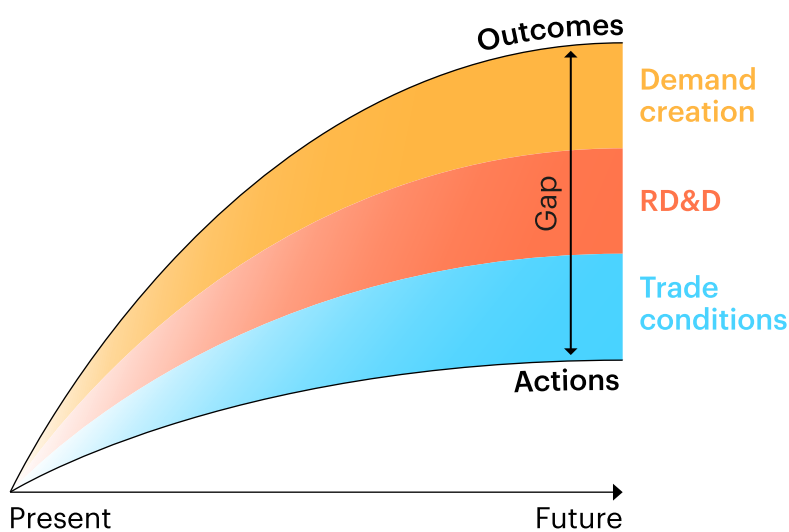 Outcomes
Demand
creation
Gap
RD&D
Trade
conditions
Actions
Present
Future